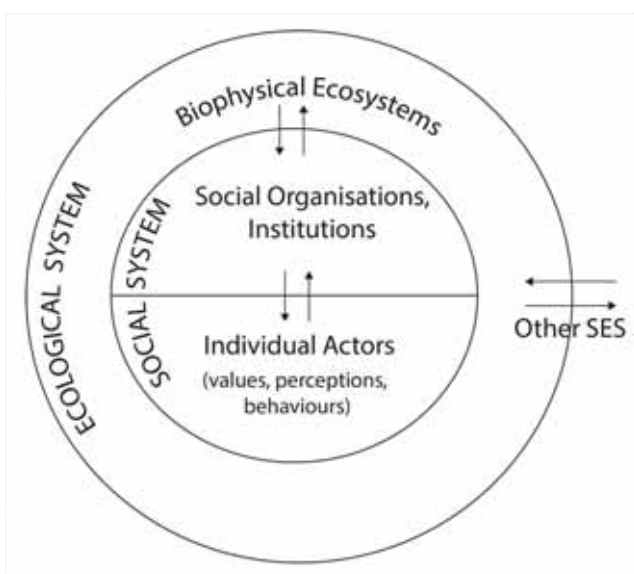 Biophysical Ecosystems
ECOLOGICAL SYSTEM
SOCIAL SYSTEM
Social Organisations,
Institutions
Individual Actors
(values, perceptions,
behaviours)
Other SES